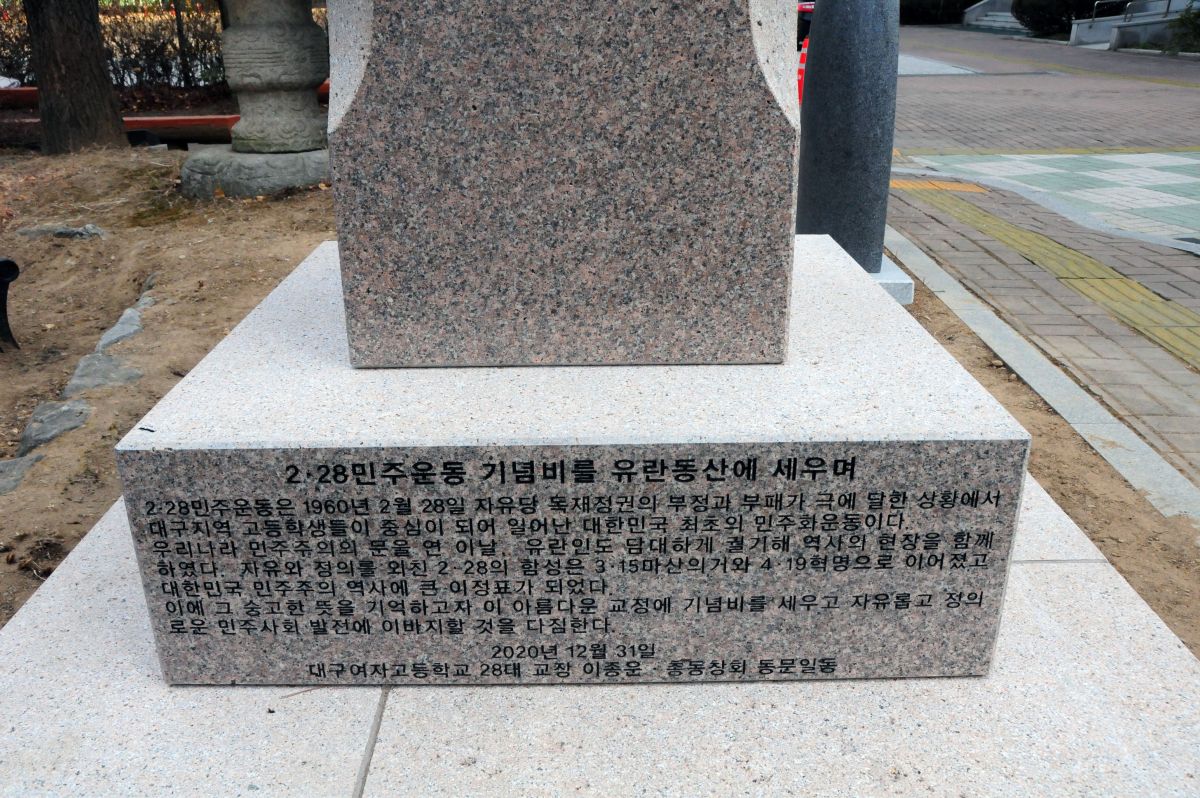 2·28민주운동 기념비를 유란동산에 세우며
2·28민주운동은 1960년 2월 28일 자유당 독재정권의 부정과 부패가 극에 달한 상황에서
대구지역 고등학생들이 중심이 되어 일어난 대한민국 최초의 민주화운동이다.
우리나라 민주주의의 문을 연 이날, 유란인도 담대하게 궐기해 역사의 현장을 함께
하였다. 자유와 정의를 외친 2·28의 함성은 3·15마산의거와 4·19혁명으로 이어졌고
대한민국 민주주의 역사에 큰 이정표가 되었다.
이에 그 숭고한 뜻을 기억하고자 이 아름다운 교정에 기념비를 세우고 자유롭고 정의
로운 민주사회 발전에 이바지할 것을 다짐한다.
2020년 12월 31일
대구여자고등학교 28대 교장 이종운 · 총동창회 동문일동